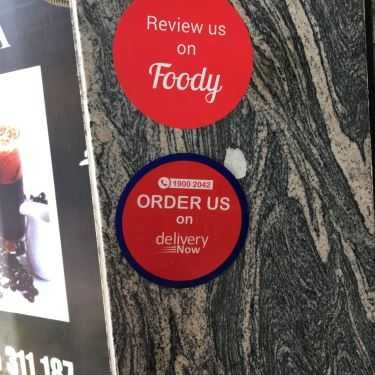 Review us
on
Foody
1900 2042
ORDER US
on
delivery
Now
311 187